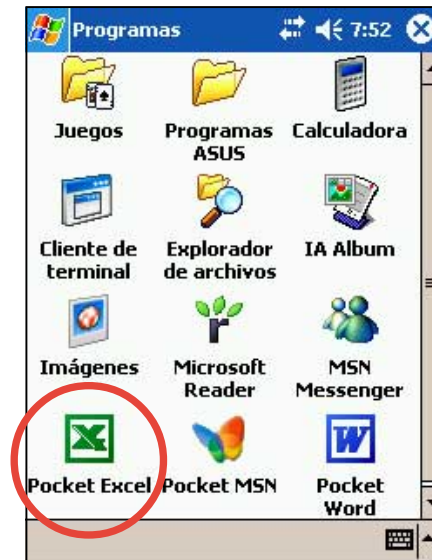 Programas 7:52
Juegos Programas ASUS Calculadora
Cliente de terminal Explorador de archivos IA Album
Imágenes Microsoft Reader MSN Messenger
Pocket Excel Pocket MSN Pocket Word